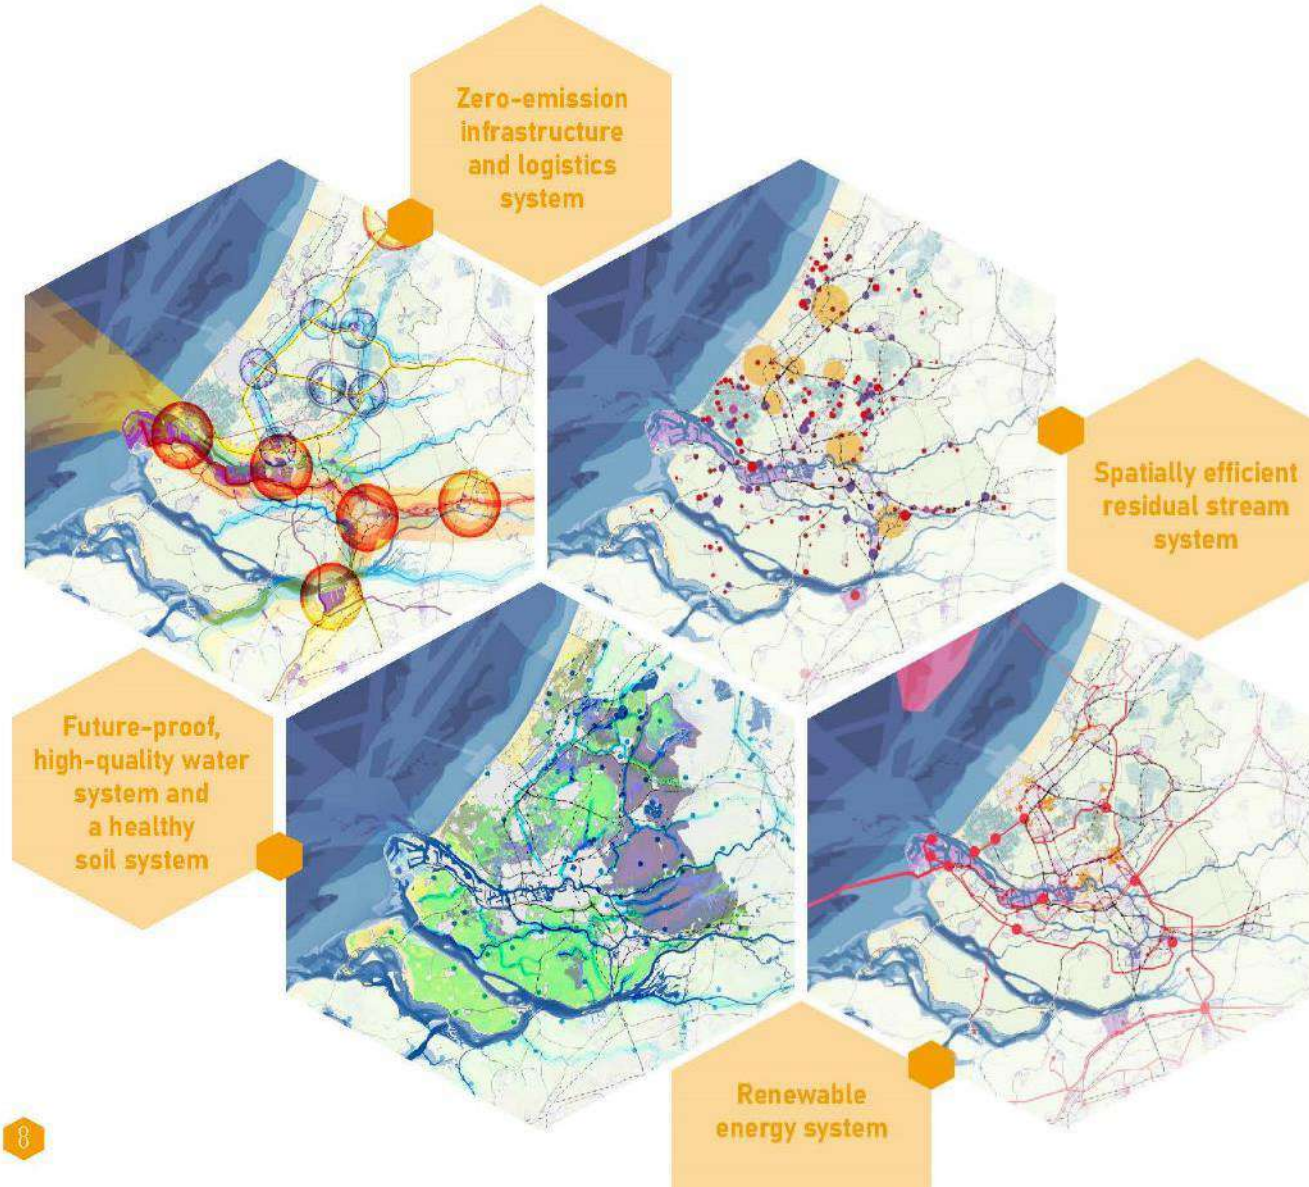 Zero-emission
infrastructure
and logistics
system
Spatially efficient
residual stream
system
Future-proof,
high-quality water
system and
a healthy
soil system
Renewable
energy system
8